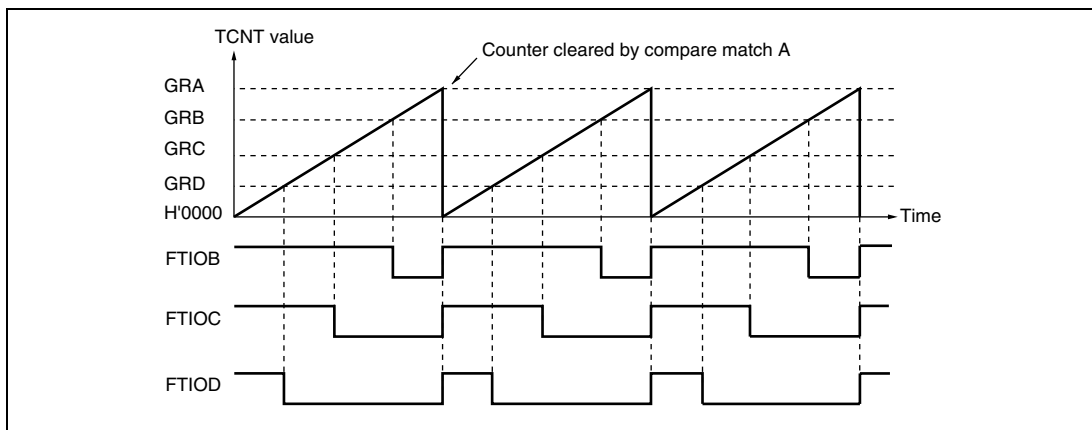 TCNT value
Counter cleared by compare match A
GRA
GRB
GRC
GRD
H'0000
Time
FTIOB
FTIOC
FTIOD